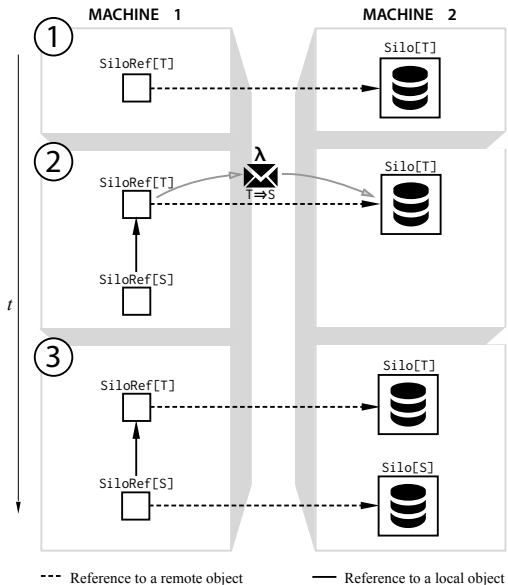 MACHINE 1 MACHINE 2
1
SiloRef[T] Silo[T]
2
λ
SiloRef[T] Silo[T]
T⇒S
SiloRef[S]
t
3
SiloRef[T] Silo[T]
SiloRef[S] Silo[S]
Reference to a remote object Reference to a local object